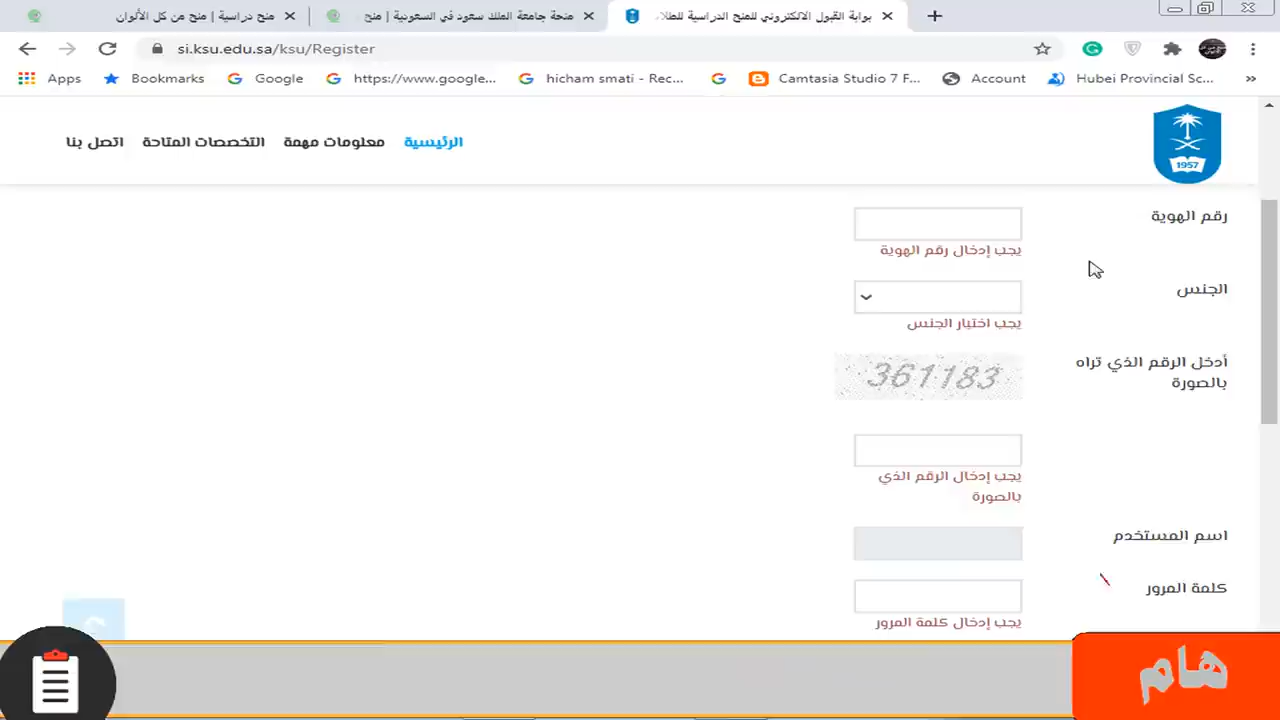 منح دراسية | منح من كل الألوان
منحة جامعة الملك سعود في السعودية | منح
بوابة القبول الالكتروني للمنح الدراسية للطلا
si.ksu.edu.sa/ksu/Register
Apps
Bookmarks
Google
https://www.google...
hicham smati - Rec...
Camtasia Studio 7 F...
Account
Hubei Provincial Sc...
»
الرئيسية
معلومات مهمة
التخصصات المتاحة
اتصل بنا
1957
رقم الهوية
يجب إدخال رقم الهوية
الجنس
يجب اختيار الجنس
أدخل الرقم الذي تراه
بالصورة
361183
يجب إدخال الرقم الذي
بالصورة
اسم المستخدم
كلمة المرور
يجب إدخال كلمة المرور
هام